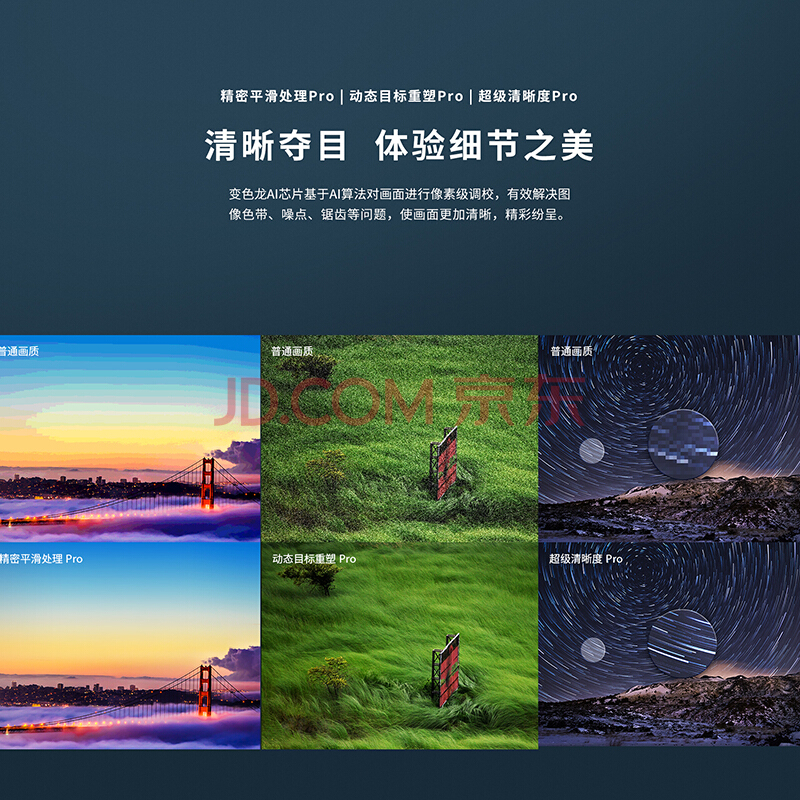 精密平滑处理Pro | 动态目标重塑Pro | 超级清晰度Pro
清晰夺目 体验细节之美
变色龙AI芯片基于AI算法对画面进行像素级调校，有效解决图
像色带、噪点、锯齿等问题，使画面更加清晰，精彩纷呈。
普通画质
普通画质
普通画质
JD.COM 京东
精密平滑处理 Pro
动态目标重塑 Pro
超级清晰度 Pro